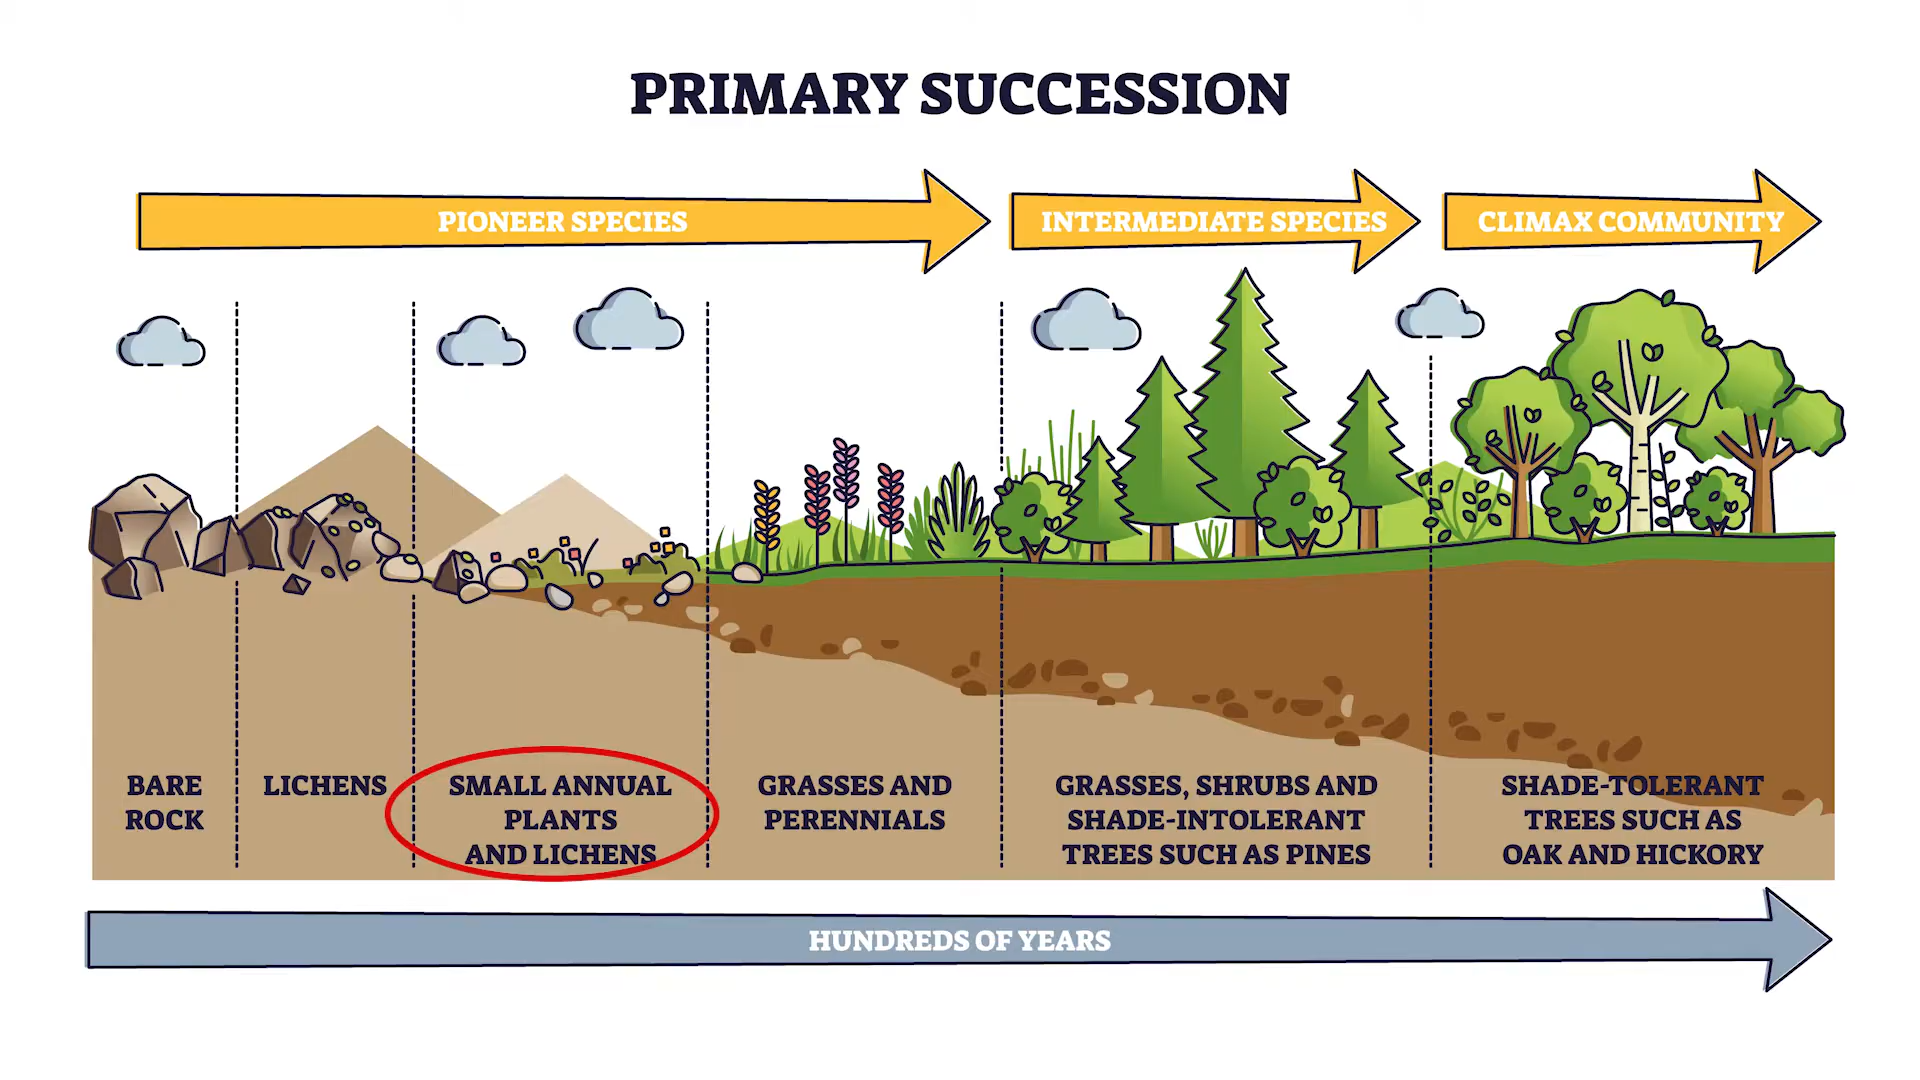 PRIMARY SUCCESSION
PIONEER SPECIES
INTERMEDIATE SPECIES
CLIMAX COMMUNITY
BARE
ROCK
LICHENS
SMALL ANNUAL
PLANTS
AND LICHENS
GRASSES AND
PERENNIALS
GRASSES, SHRUBS AND
SHADE-INTOLERANT
TREES SUCH AS PINES
SHADE-TOLERANT
TREES SUCH AS
OAK AND HICKORY
HUNDREDS OF YEARS